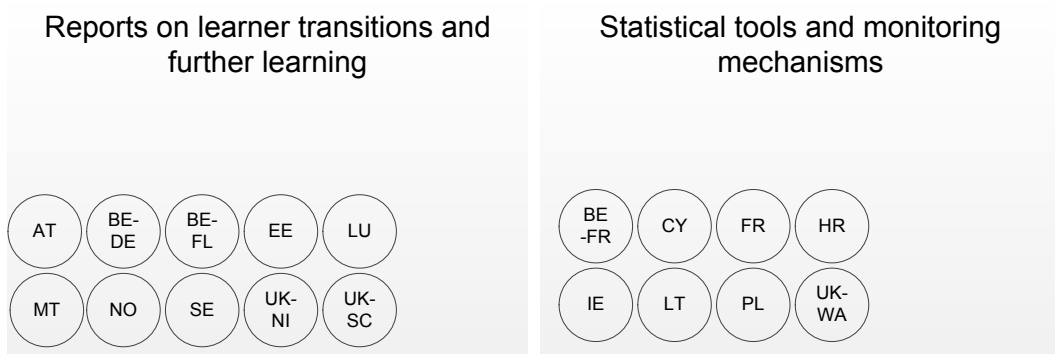 Reports on learner transitions and
further learning
AT
BE-
DE
BE-
FL
EE
LU
MT
NO
SE
UK-
NI
UK-
SC
Statistical tools and monitoring
mechanisms
BE
-FR
CY
FR
HR
IE
LT
PL
UK-
WA